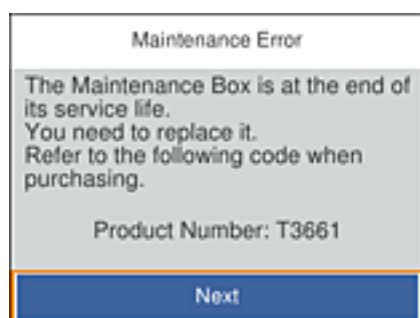 Maintenance Error
The Maintenance Box is at the end of
its service life.
You need to replace it.
Refer to the following code when
purchasing.
Product Number: T3661
Next